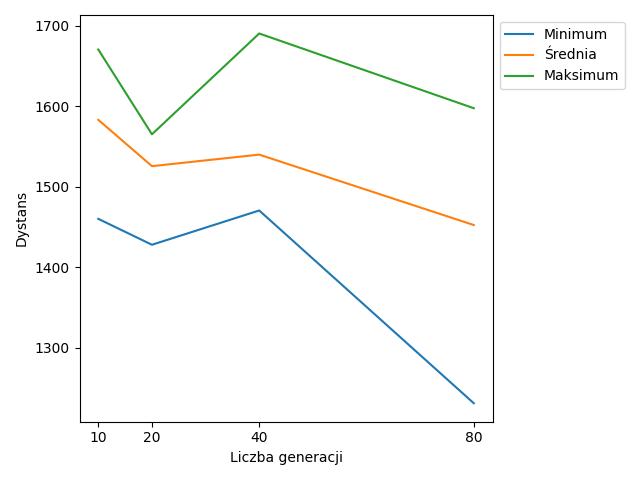 1700
1600
1500
1400
1300
Dystans
10 20 40 80
Liczba generacji
Minimum
Średnia
Maksimum